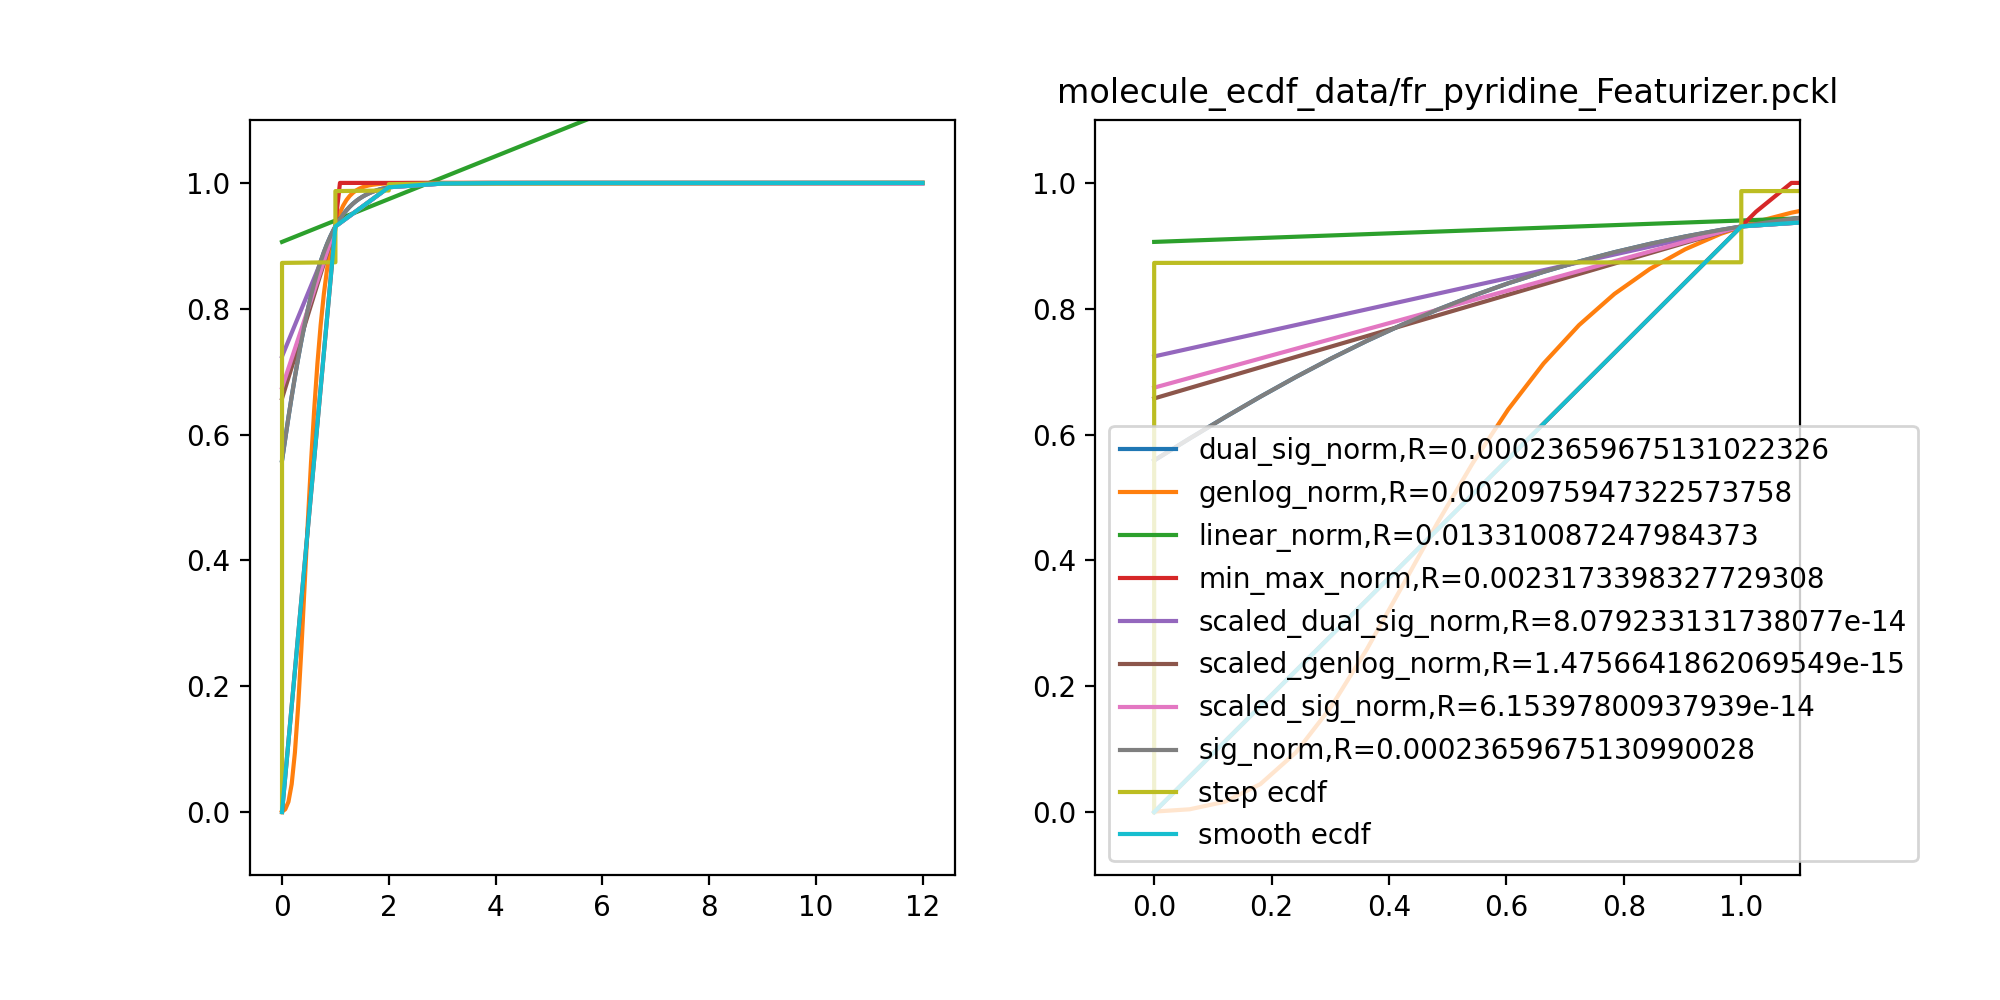 molecule_ecdf_data/fr_pyridine_Featurizer.pckl
1.0
0.8
0.6
0.4
0.2
0.0
0 2 4 6 8 10 12
1.0
0.8
0.6
0.4
0.2
0.0
0.0 0.2 0.4 0.6 0.8 1.0
dual_sig_norm,R=0.00023659675131022326
genlog_norm,R=0.0020975947322573758
linear_norm,R=0.013310087247984373
min_max_norm,R=0.0023173398327729308
scaled_dual_sig_norm,R=8.079233131738077e-14
scaled_genlog_norm,R=1.4756641862069549e-15
scaled_sig_norm,R=6.15397800937939e-14
sig_norm,R=0.00023659675130990028
step ecdf
smooth ecdf